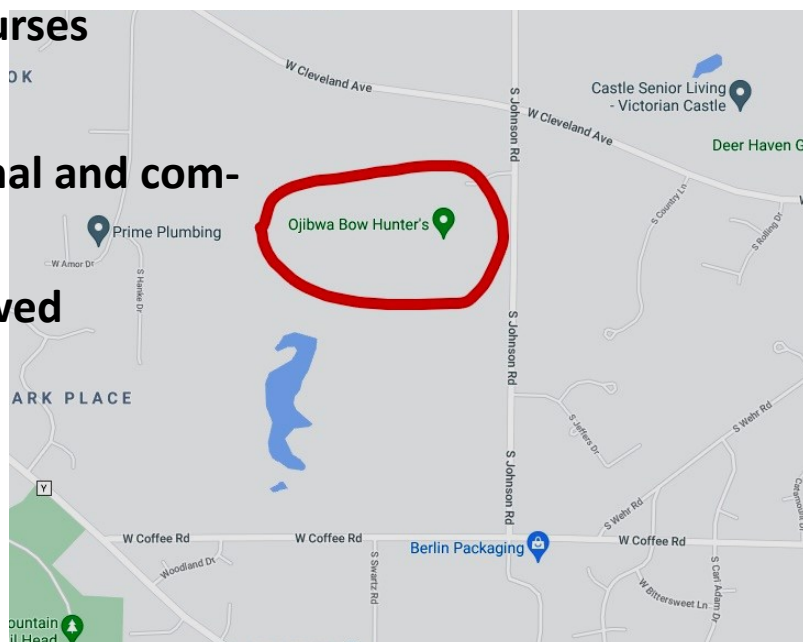 urses
OK
W Cleveland Ave
S Johnson Rd
W Cleveland Ave
Castle Senior Living
- Victorian Castle
Deer Haven G
nal and com-
Ojibwa Bow Hunter's
Prime Plumbing
S Country Ln
S Rolling Dr
W Amor Dr
S Hanke Dr
ved
S Johnson Rd
ARK PLACE
S Jeffers Dr
S Wehr Rd
Y
S Johnson Rd
S Wehr Rd
W Coffee Rd
W Coffee Rd
Berlin Packaging
W Coffee Rd
Woodland Dr
S Swartz Rd
W Bittersweet Ln
S Carl Adam Dr
ountain
il Head